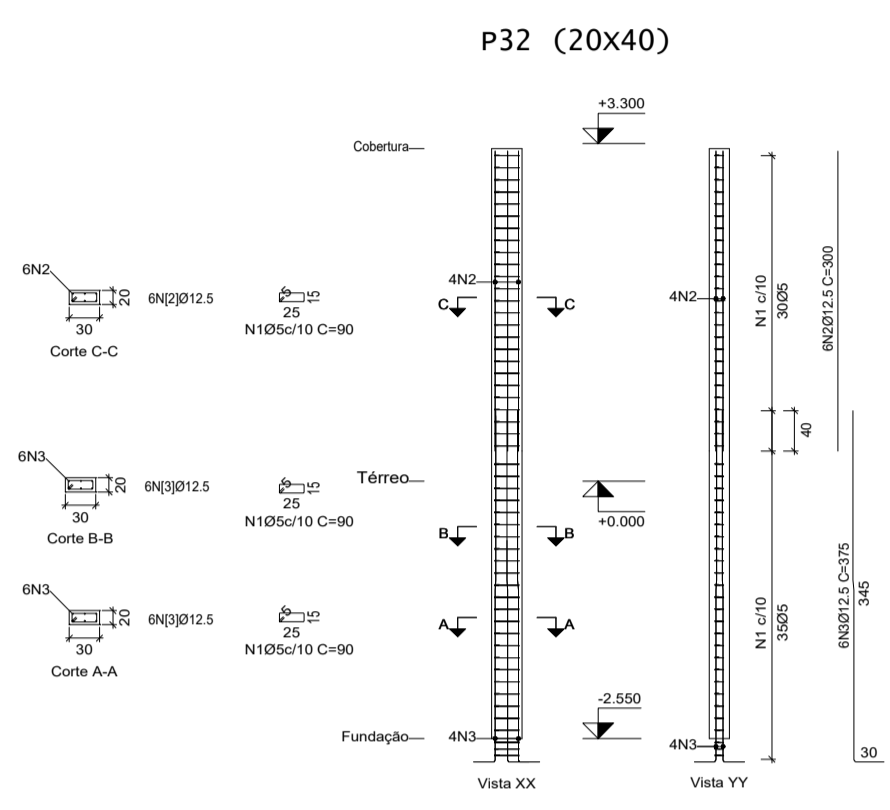 P32 (20X40)
+3.300
Cobertura
6N2
20
6N[2]Ø12.5
6
15
25
30
N1Ø5c/10 C=90
Corte C-C
4N2
C
C
4N2
N1 c/10
30Ø5
6N2Ø12.5 C=300
40
6N3
20
6N[3]Ø12.5
6
15
25
30
N1Ø5c/10 C=90
Corte B-B
Térreo
+0.000
B
B
6N3
20
6N[3]Ø12.5
6
15
25
30
N1Ø5c/10 C=90
Corte A-A
A
A
N1 c/10
35Ø5
6N3Ø12.5 C=375
345
-2.550
Fundação
4N3
4N3
30
Vista XX
Vista YY